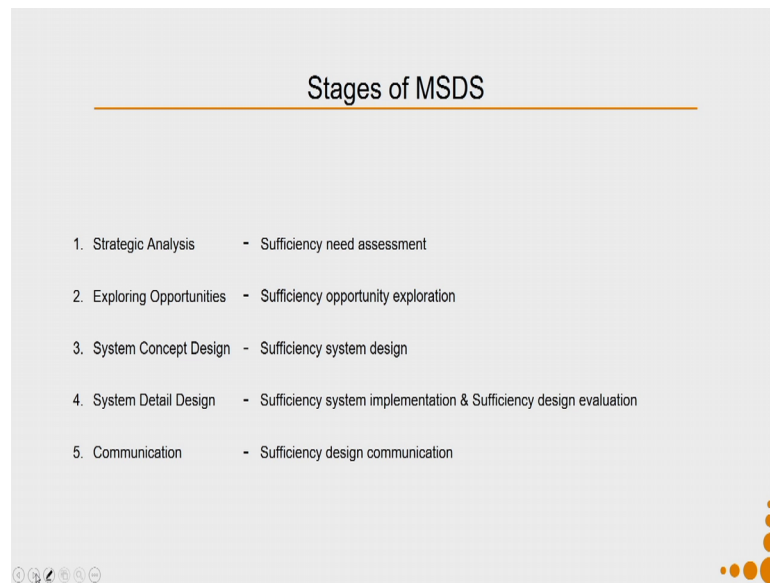 Stages of MSDS
1. Strategic Analysis - Sufficiency need assessment
2. Exploring Opportunities - Sufficiency opportunity exploration
3. System Concept Design - Sufficiency system design
4. System Detail Design - Sufficiency system implementation & Sufficiency design evaluation
5. Communication - Sufficiency design communication